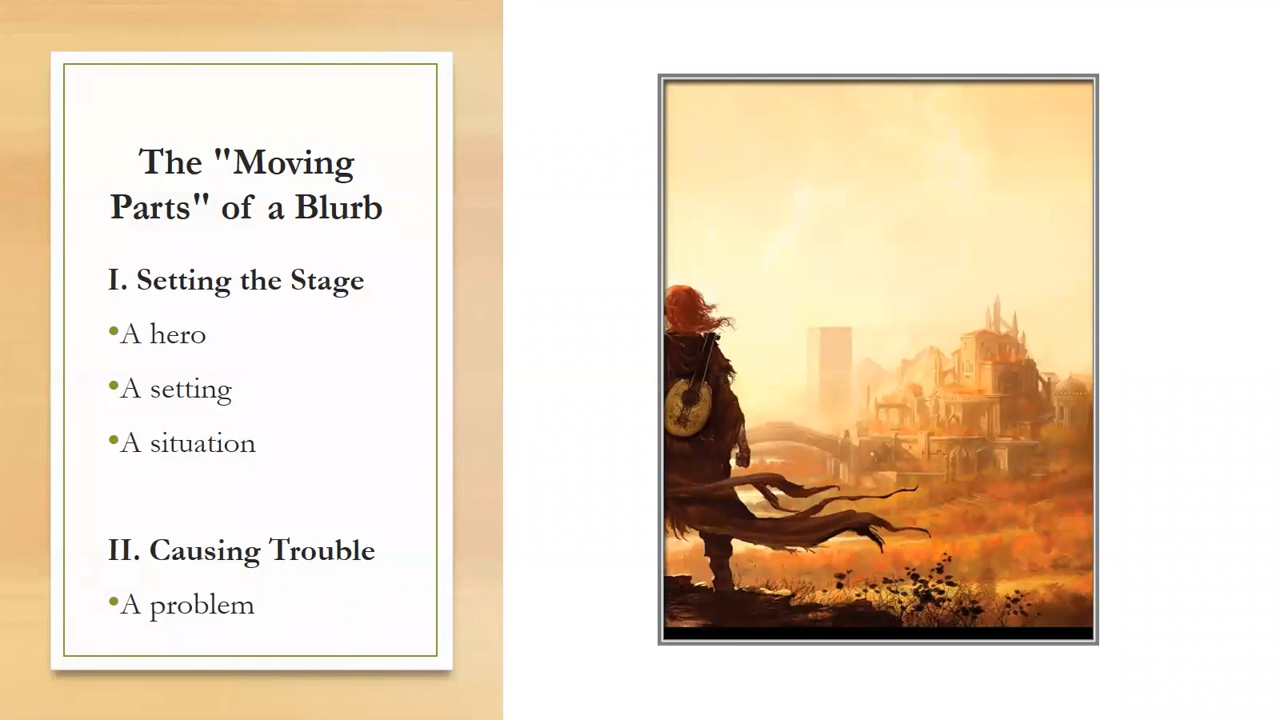 The "Moving
Parts" of a Blurb
I. Setting the Stage
•A hero
•A setting
•A situation
II. Causing Trouble
•A problem